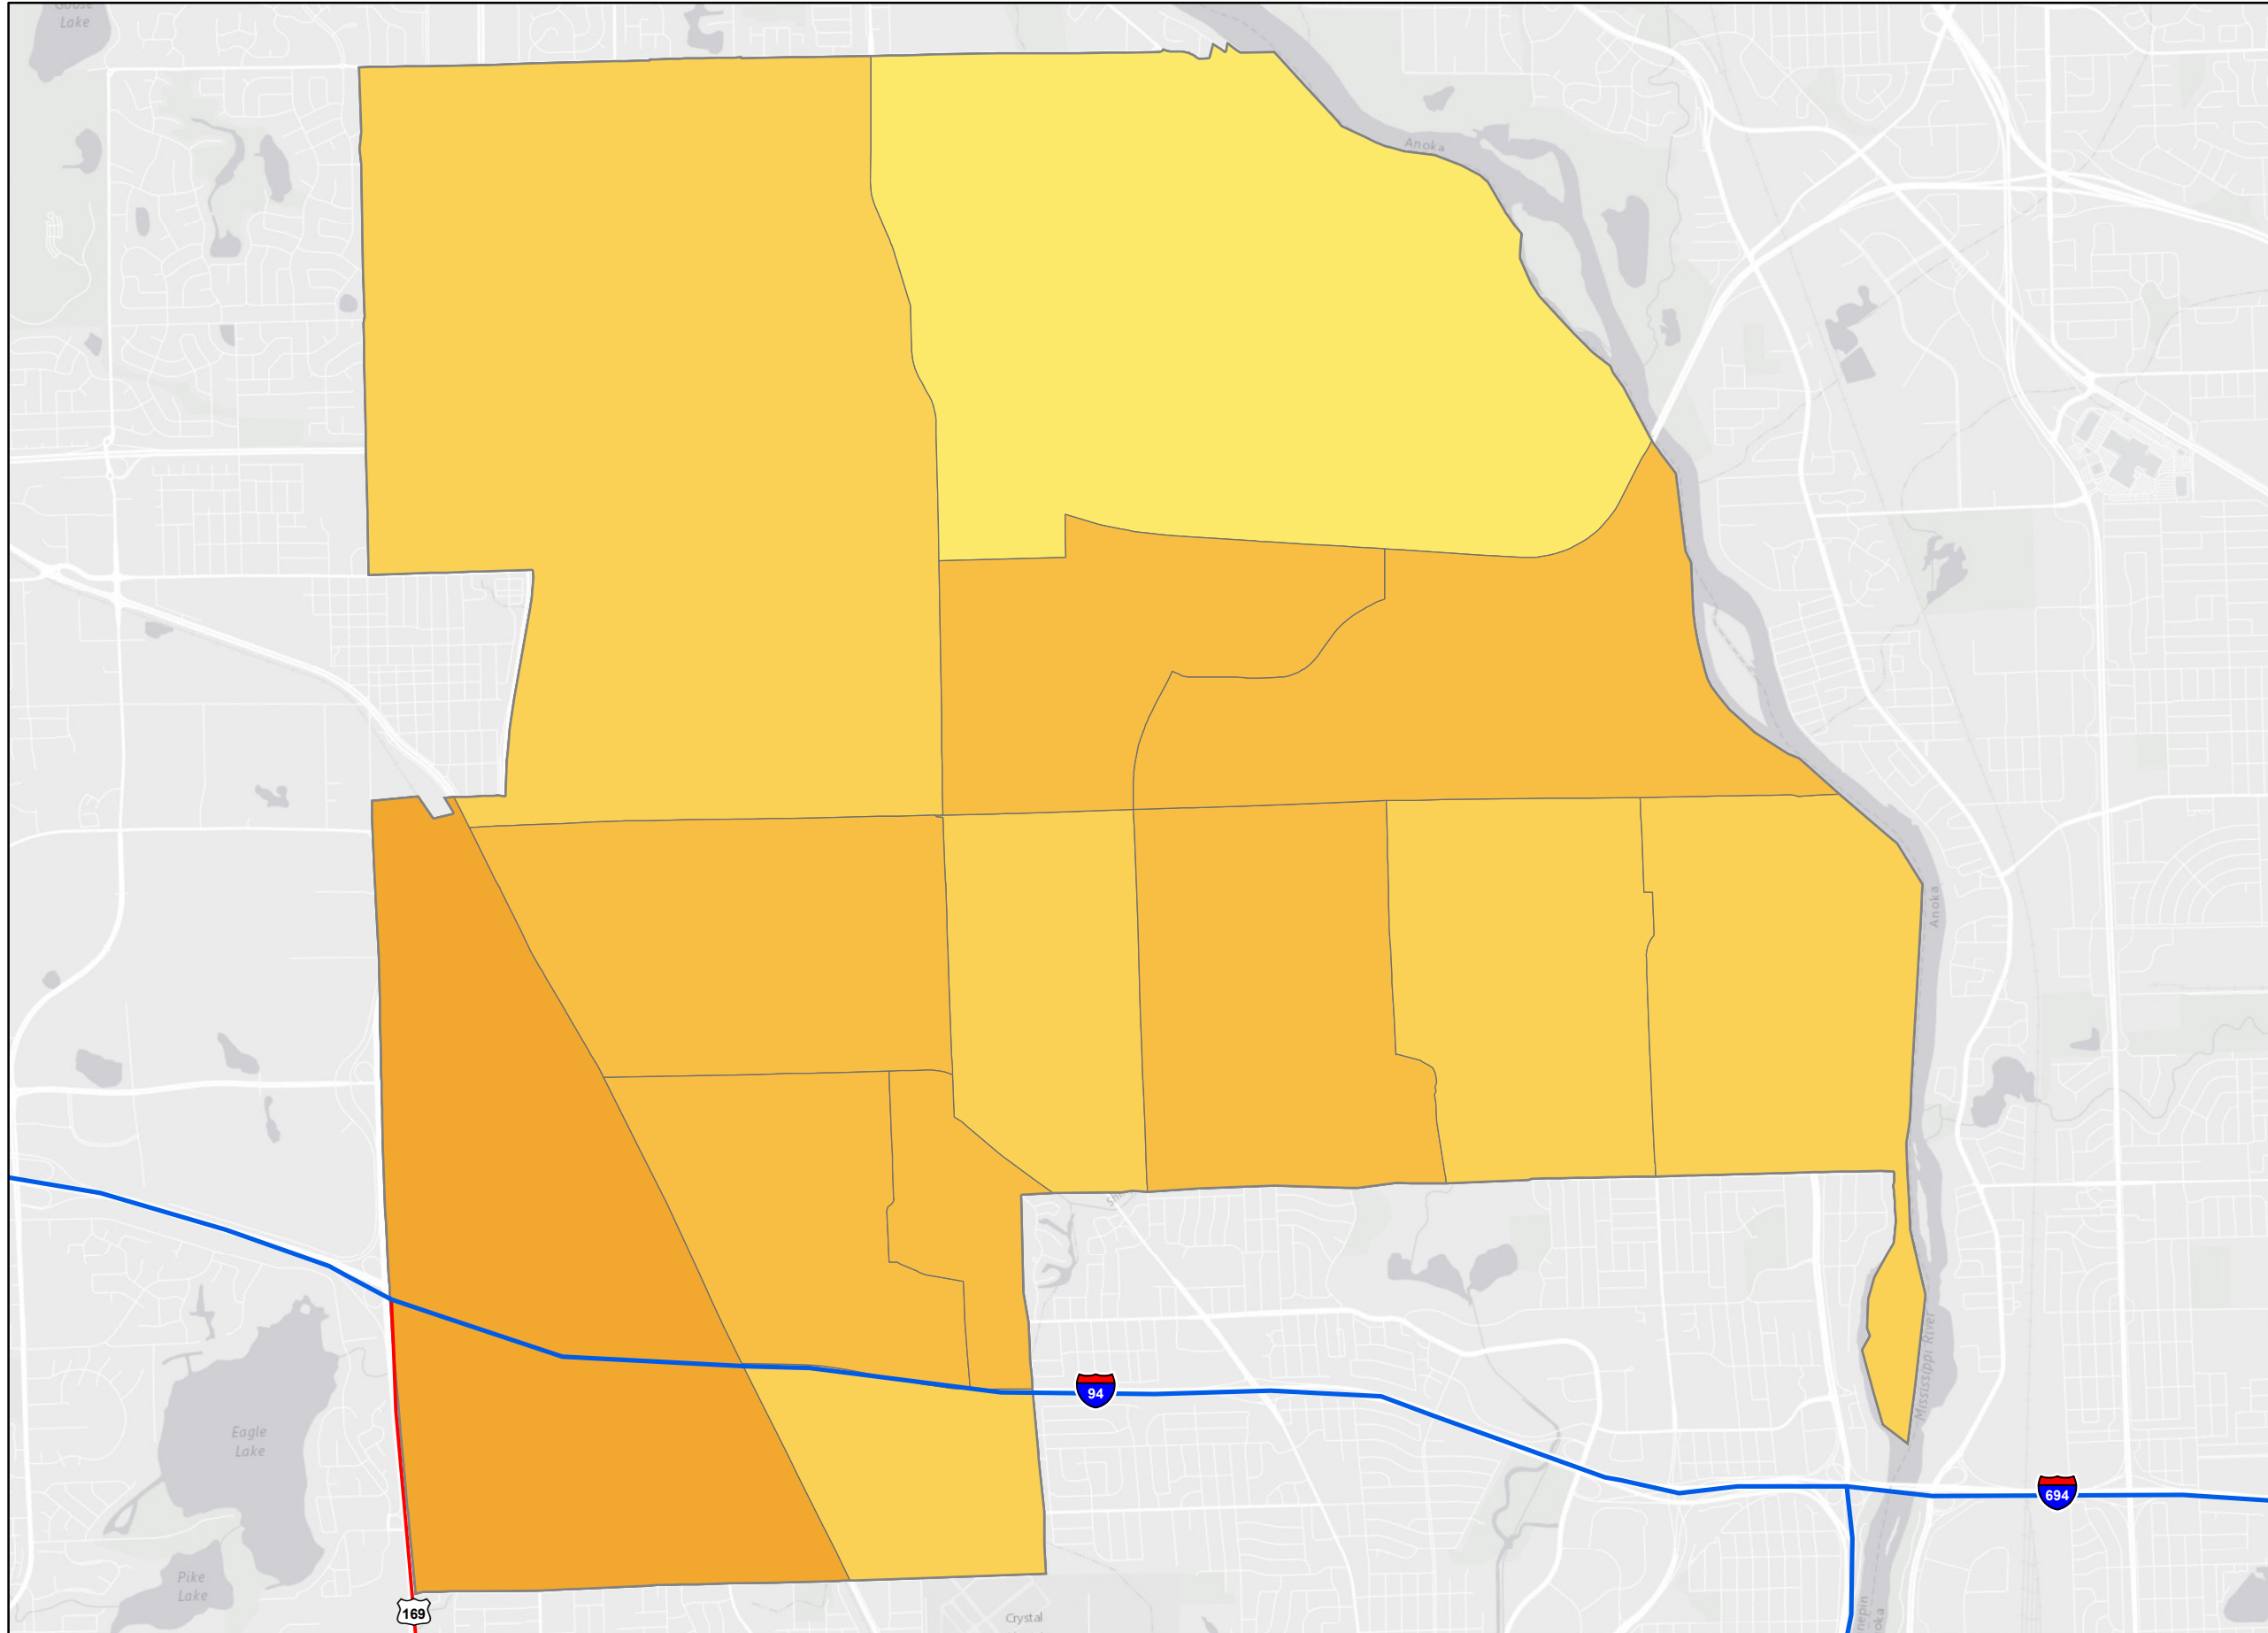 Goose
Lake
Anoka
Anoka
94
Eagle
Lake
Mississippi River
694
Pike
Lake
169
Crystal